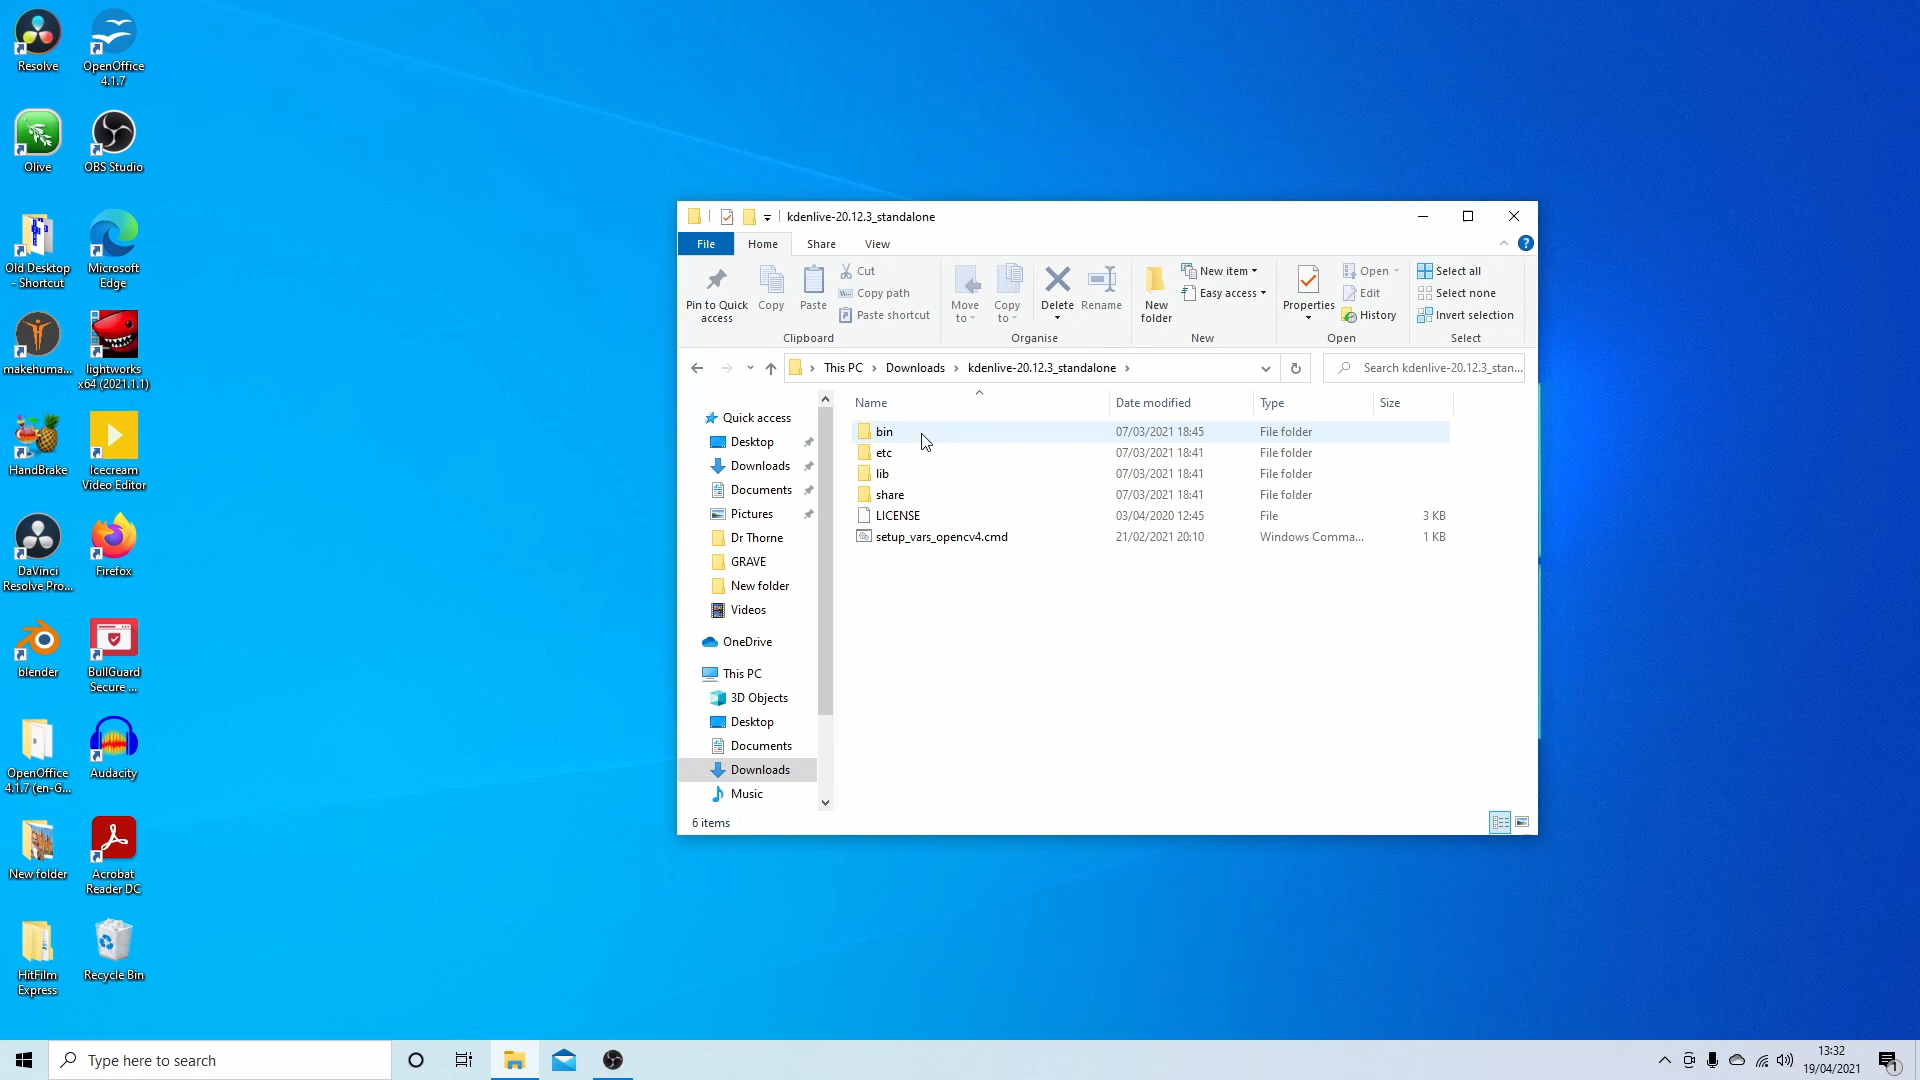 Resolve
OpenOffice
4.1.7
Olive
OBS Studio
Old Desktop
- Shortcut
Microsoft
Edge
makehuma...
lightworks
x64 (2021.1.1)
HandBrake
Icecream
Video Editor
DaVinci
Resolve Pro...
Firefox
blender
BullGuard
Secure ...
OpenOffice
4.1.7 (en-G...
Audacity
New folder
Acrobat
Reader DC
HitFilm
Express
Recycle Bin
kdenlive-20.12.3_standalone
File
Home
Share
View
Pin to Quick
access
Copy
Paste
Cut
Copy path
Paste shortcut
Clipboard
Move
to
Copy
to
Delete
Rename
Organise
New
folder
New item
Easy access
New
Properties
Open
Edit
History
Open
Select all
Select none
Invert selection
Select
This PC > Downloads > kdenlive-20.12.3_standalone >
Search kdenlive-20.12.3_stan...
Name Date modified Type Size
bin 07/03/2021 18:45 File folder
etc 07/03/2021 18:41 File folder
lib 07/03/2021 18:41 File folder
share 07/03/2021 18:41 File folder
LICENSE 03/04/2020 12:45 File 3 KB
setup_vars_opencv4.cmd 21/02/2021 20:10 Windows Comma... 1 KB
Quick access
Desktop
Downloads
Documents
Pictures
Dr Thorne
GRAVE
New folder
Videos
OneDrive
This PC
3D Objects
Desktop
Documents
Downloads
Music
6 items
Type here to search
13:32
19/04/2021
1